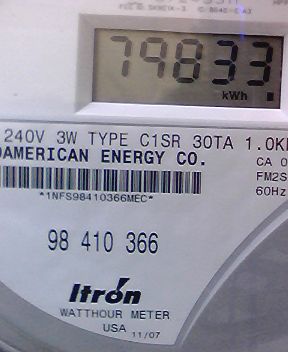 79833
kWh
240V 3W TYPE C1SR 30TA 1.0K
AMERICAN ENERGY CO.
CA 0
FM2S
60Hz
*1NFS98410366MEC*
98 410 366
Itron
WATTHOUR METER
USA 11/07